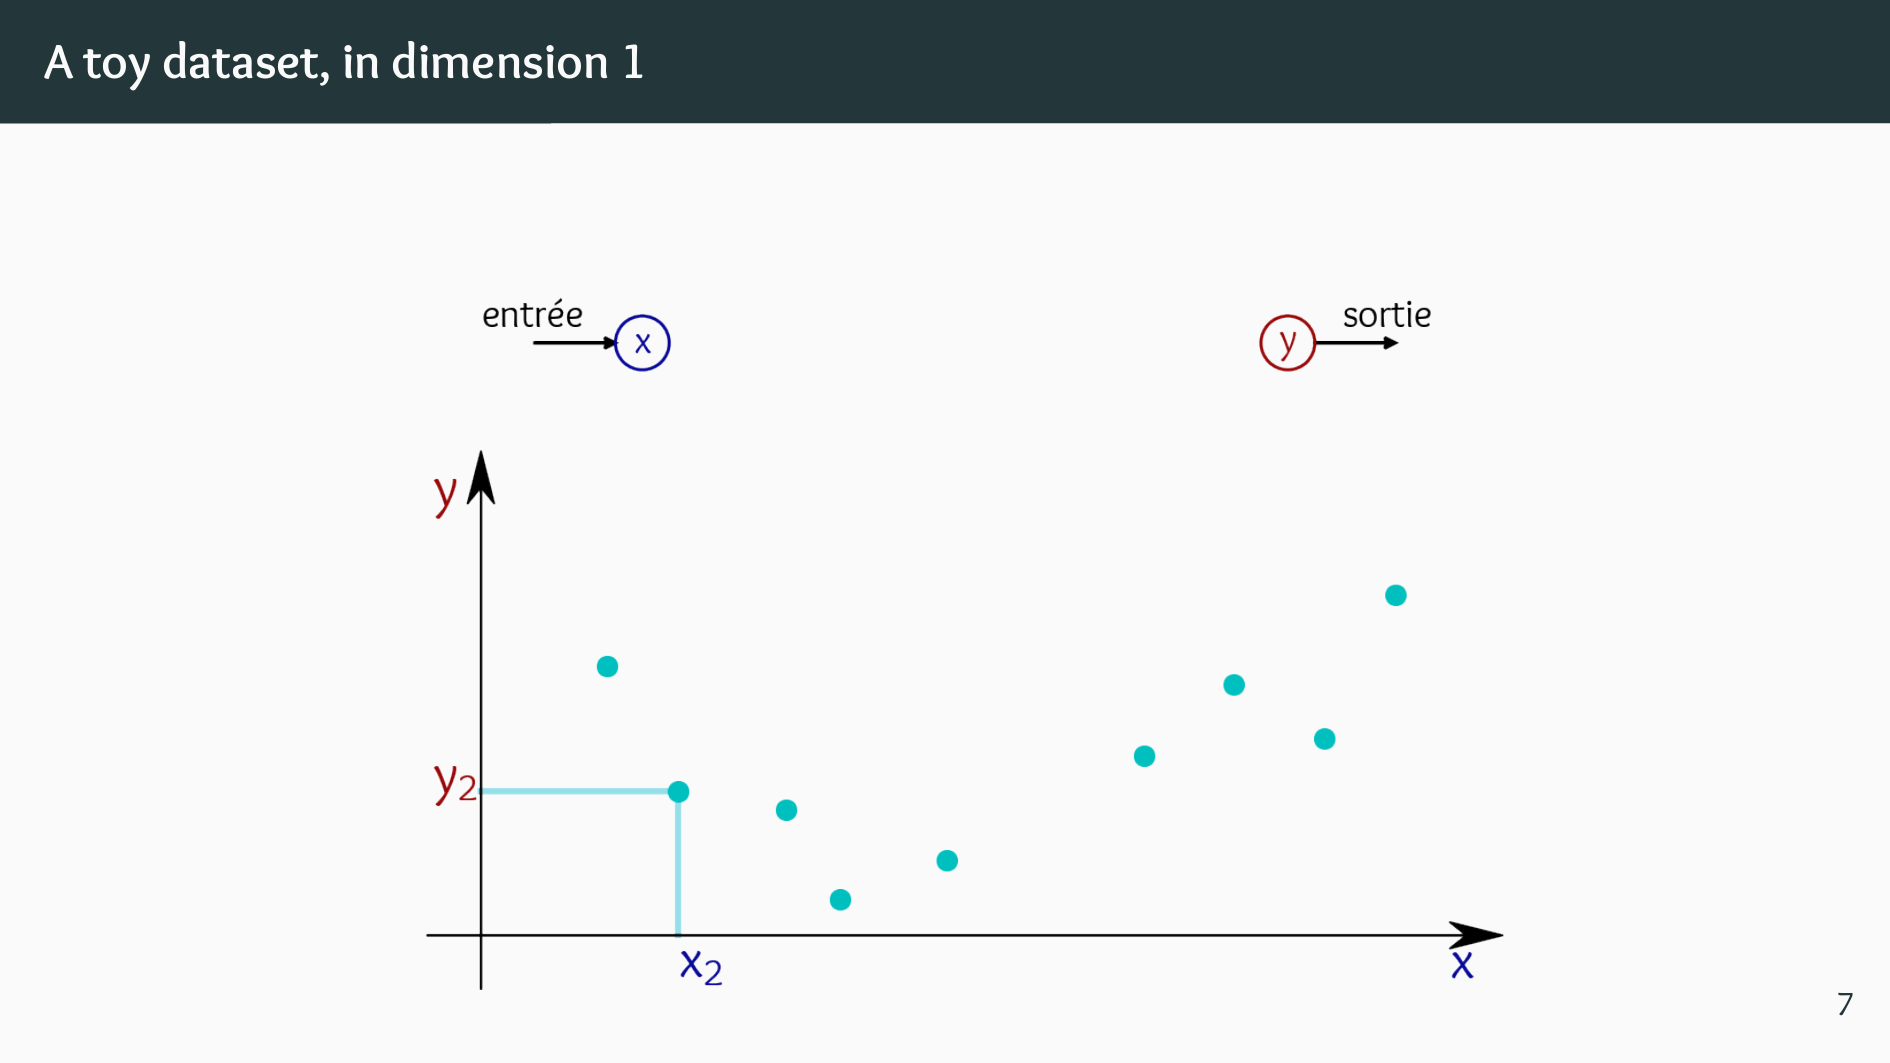 A toy dataset, in dimension 1
entrée
x
y
sortie
y
y₂
x₂
x
7